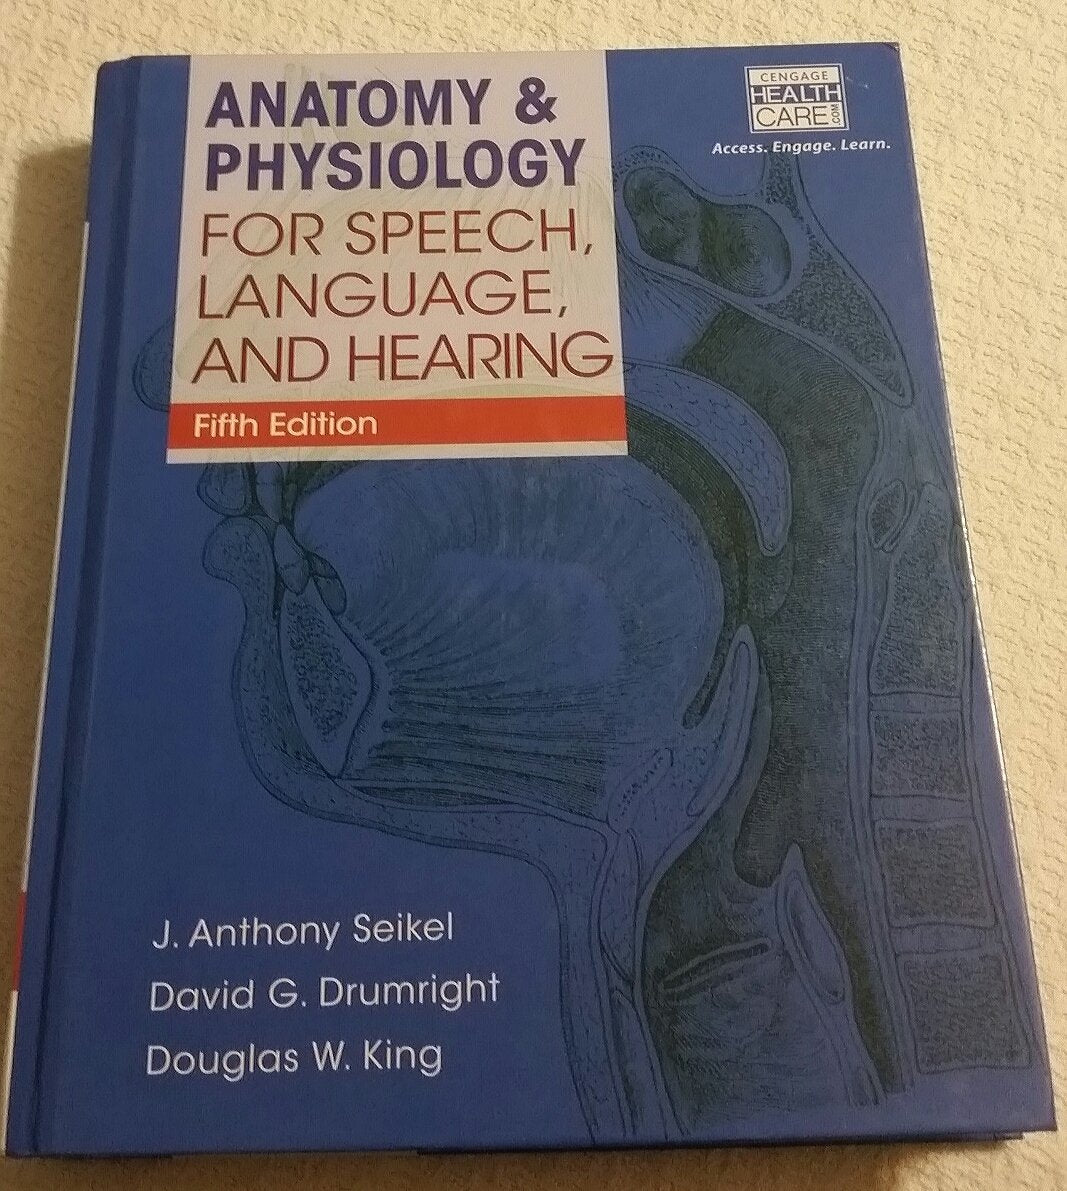 ANATOMY &
PHYSIOLOGY
FOR SPEECH,
LANGUAGE,
AND HEARING
Fifth Edition
CENGAGE
HEALTH
CARE.COM
Access. Engage. Learn.
J. Anthony Seikel
David G. Drumright
Douglas W. King